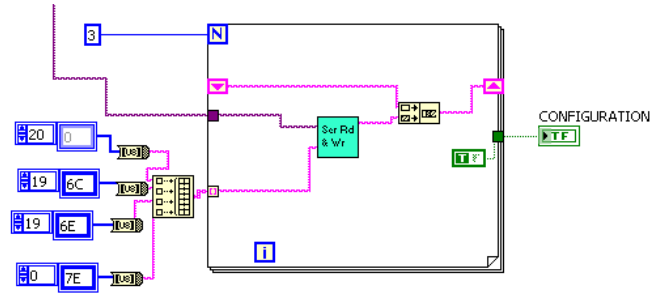 3
N
CONFIGURATION
TF
Ser Rd
& Wr
T F
20 0
[U8]
19 6C
[U8]
19 6E
[U8]
0 7E
[U8]
i